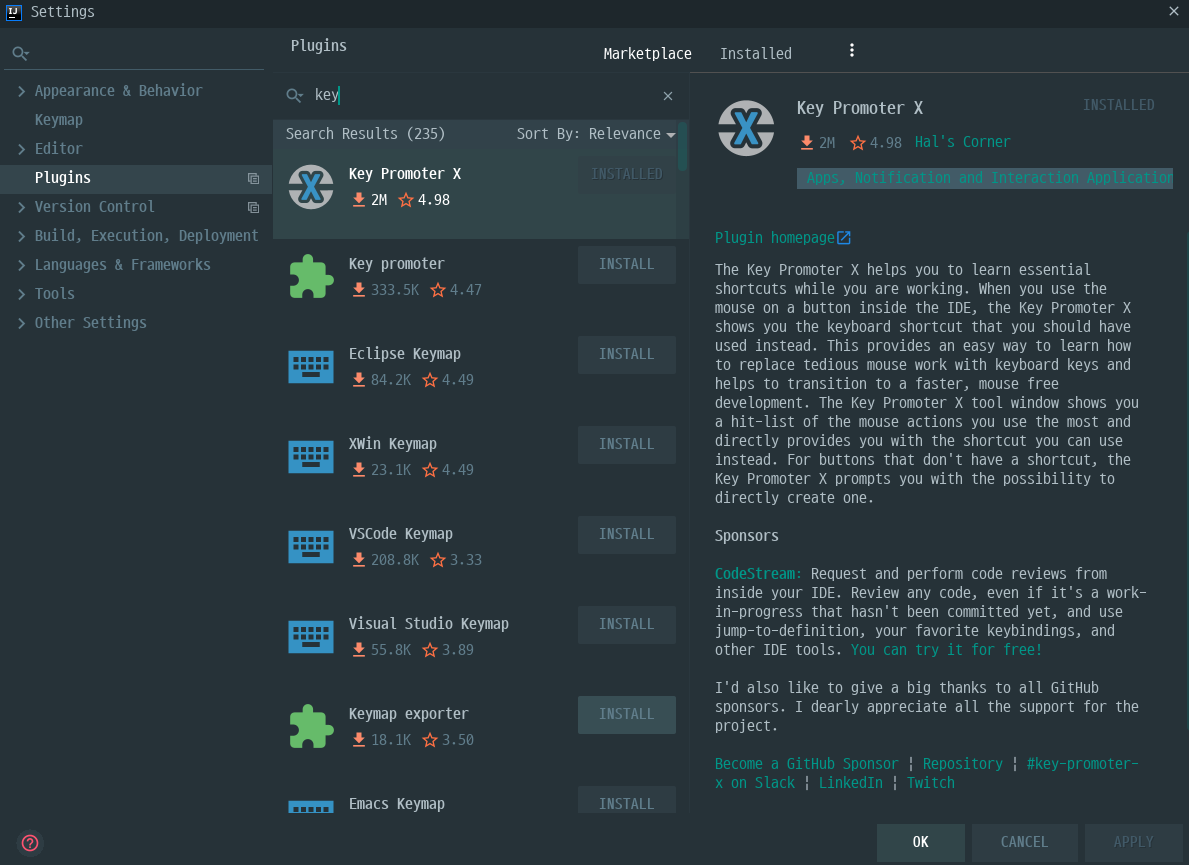 IJ
Settings
Appearance & Behavior
Keymap
Editor
Plugins
Version Control
Build, Execution, Deployment
Languages & Frameworks
Tools
Other Settings
Plugins
Marketplace
Installed
key
Search Results (235)
Sort By: Relevance
Key Promoter X
INSTALLED
2M
4.98
Key promoter
INSTALL
333.5K
4.47
Eclipse Keymap
INSTALL
84.2K
4.49
XWin Keymap
INSTALL
23.1K
4.49
VSCode Keymap
INSTALL
208.8K
3.33
Visual Studio Keymap
INSTALL
55.8K
3.89
Keymap exporter
INSTALL
18.1K
3.50
Emacs Keymap
INSTALL
Key Promoter X
INSTALLED
2M
4.98
Hal's Corner
Apps, Notification and Interaction Application
Plugin homepage
The Key Promoter X helps you to learn essential
shortcuts while you are working. When you use the
mouse on a button inside the IDE, the Key Promoter X
shows you the keyboard shortcut that you should have
used instead. This provides an easy way to learn how
to replace tedious mouse work with keyboard keys and
helps to transition to a faster, mouse free
development. The Key Promoter X tool window shows you
a hit-list of the mouse actions you use the most and
directly provides you with the shortcut you can use
instead. For buttons that don't have a shortcut, the
Key Promoter X prompts you with the possibility to
directly create one.
Sponsors
CodeStream: Request and perform code reviews from
inside your IDE. Review any code, even if it's a work-
in-progress that hasn't been committed yet, and use
jump-to-definition, your favorite keybindings, and
other IDE tools. You can try it for free!
I'd also like to give a big thanks to all GitHub
sponsors. I dearly appreciate all the support for the
project.
Become a GitHub Sponsor ¦ Repository ¦ #key-promoter-
x on Slack ¦ LinkedIn ¦ Twitch
?
OK
CANCEL
APPLY